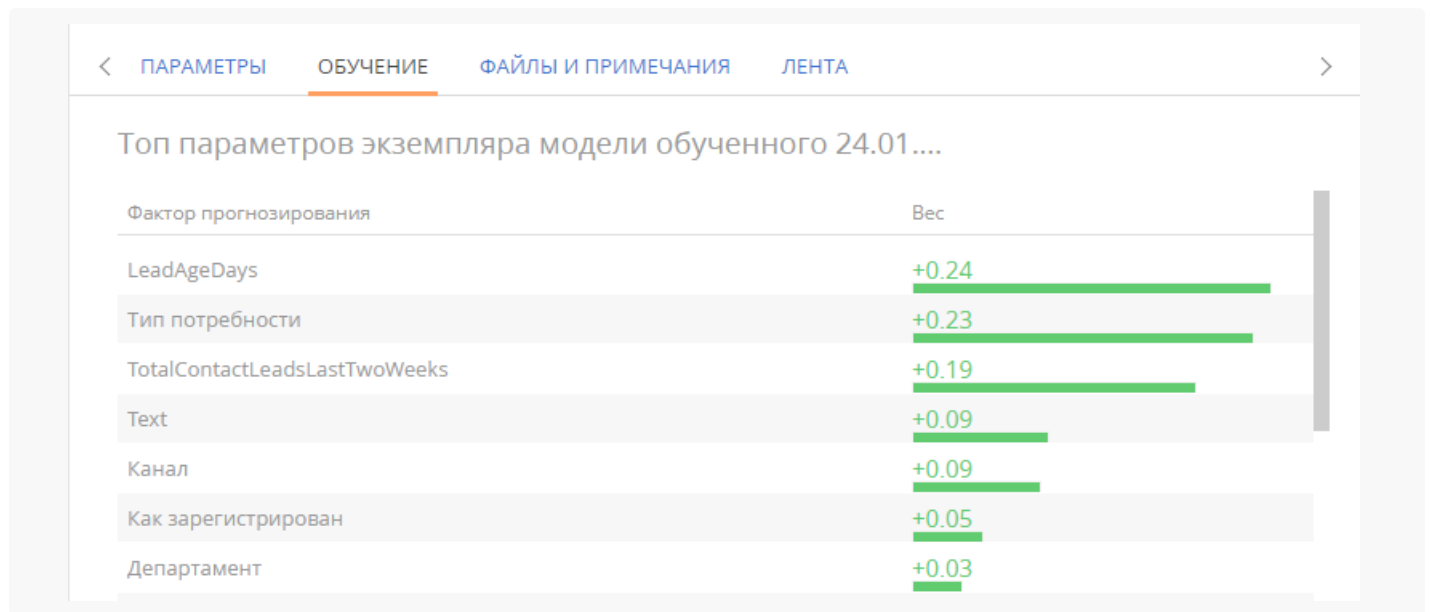 ПАРАМЕТРЫ ОБУЧЕНИЕ ФАЙЛЫ И ПРИМЕЧАНИЯ ЛЕНТА
Топ параметров экземпляра модели обученного 24.01....
Фактор прогнозирования Вес
LeadAgeDays +0.24
Тип потребности +0.23
TotalContactLeadsLastTwoWeeks +0.19
Text +0.09
Канал +0.09
Как зарегистрирован +0.05
Департамент +0.03